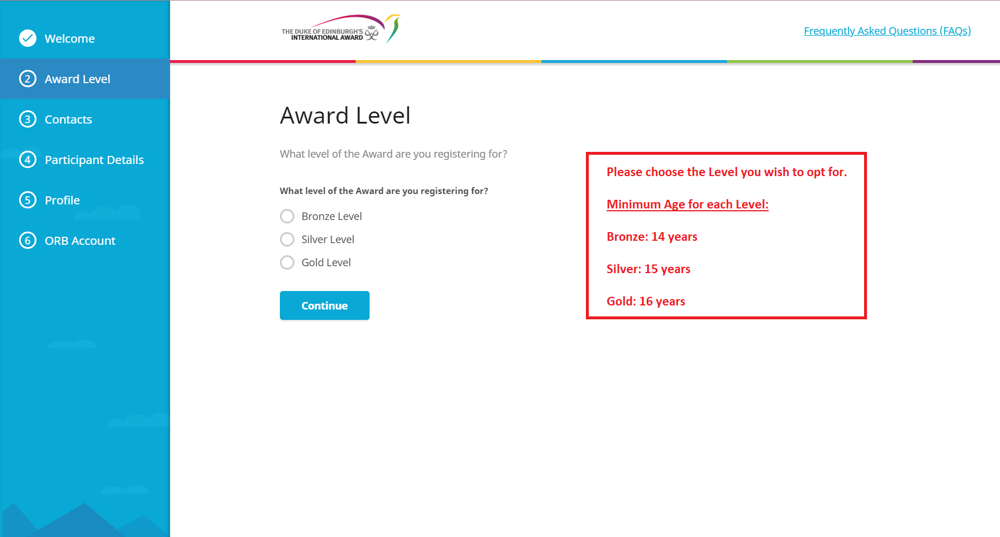 Welcome
2 Award Level
3 Contacts
4 Participant Details
5 Profile
6 ORB Account
THE DUKE OF EDINBURGH'S
INTERNATIONAL AWARD
Frequently Asked Questions (FAQs)
Award Level
What level of the Award are you registering for?
What level of the Award are you registering for?
Bronze Level
Silver Level
Gold Level
Continue
Please choose the Level you wish to opt for.
Minimum Age for each Level:
Bronze: 14 years
Silver: 15 years
Gold: 16 years